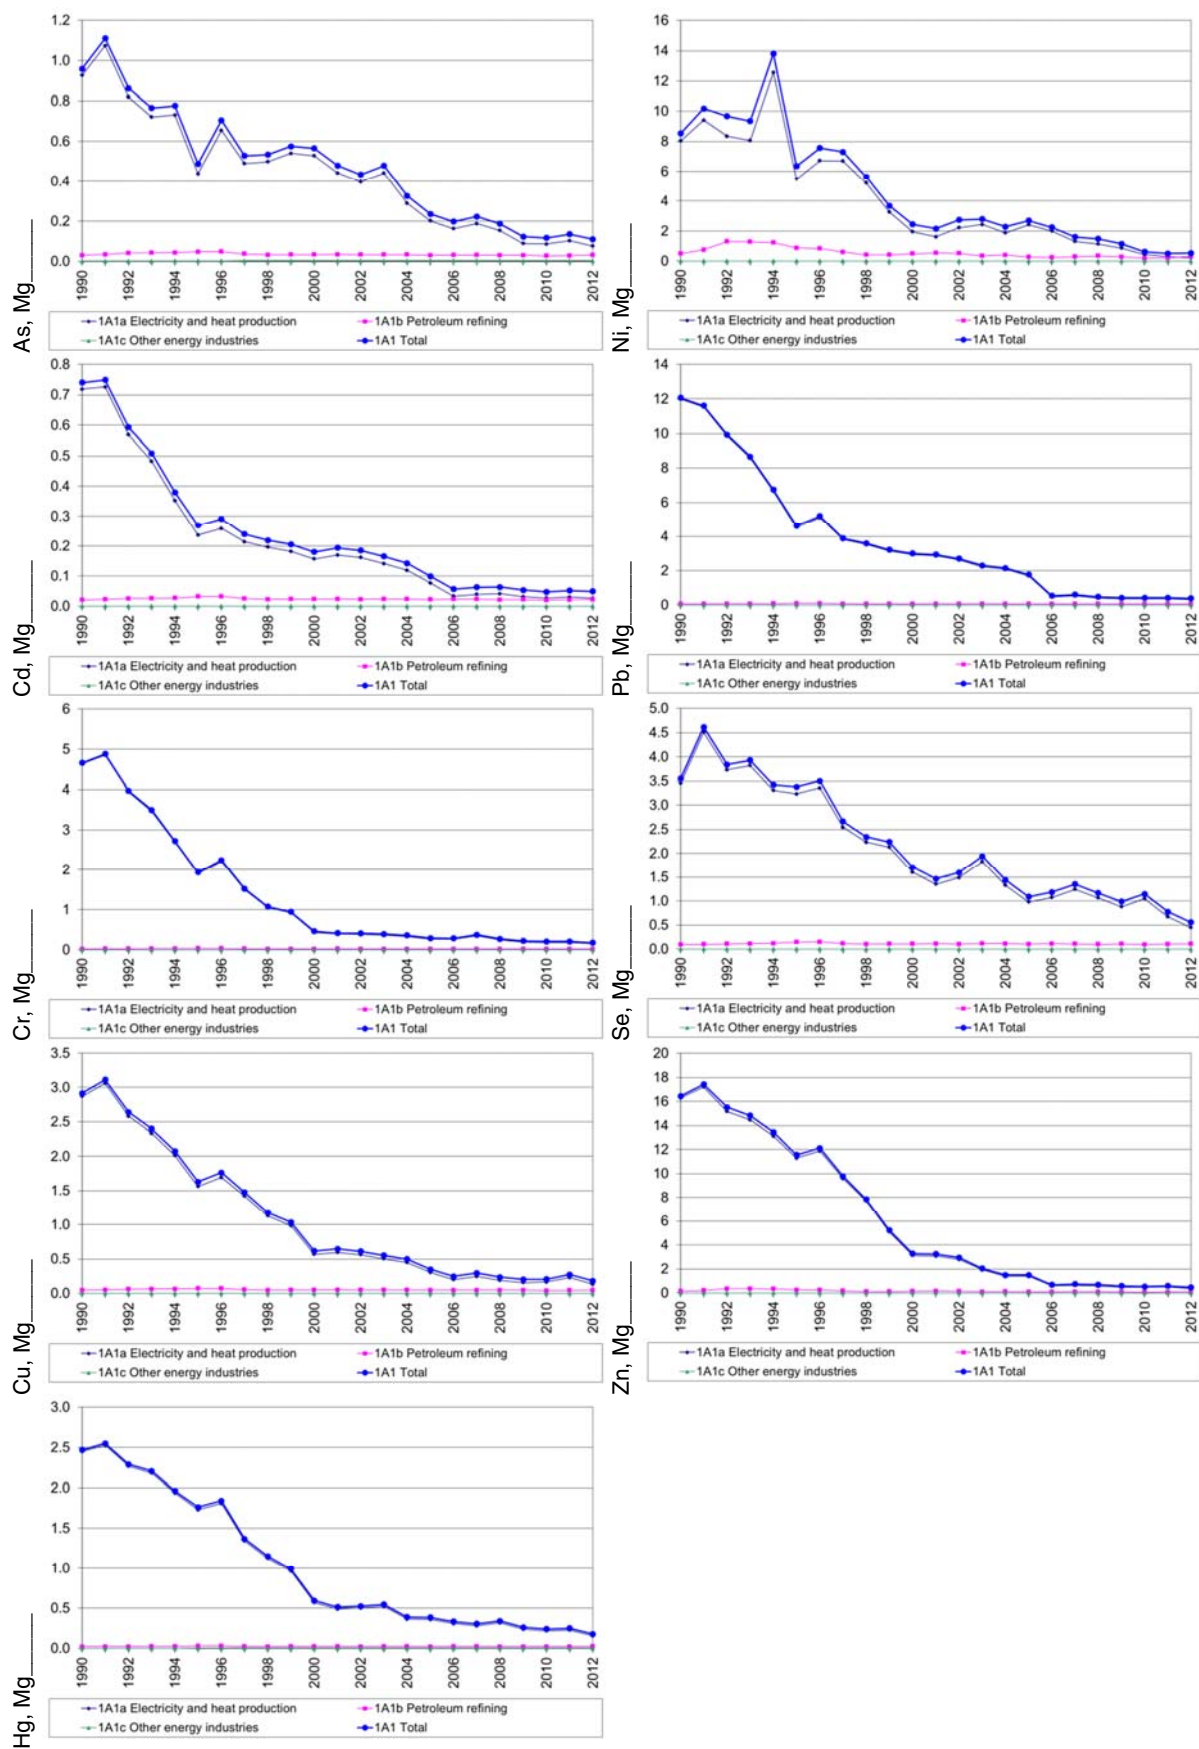 1.2
1.0
0.8
0.6
0.4
0.2
0.0
1990 1992 1994 1996 1998 2000 2002 2004 2006 2008 2010 2012
As, Mg
1A1a Electricity and heat production 1A1b Petroleum refining
1A1c Other energy industries 1A1 Total
16
14
12
10
8
6
4
2
0
1990 1992 1994 1996 1998 2000 2002 2004 2006 2008 2010 2012
Ni, Mg
1A1a Electricity and heat production 1A1b Petroleum refining
1A1c Other energy industries 1A1 Total
0.8
0.7
0.6
0.5
0.4
0.3
0.2
0.1
0.0
1990 1992 1994 1996 1998 2000 2002 2004 2006 2008 2010 2012
Cd, Mg
1A1a Electricity and heat production 1A1b Petroleum refining
1A1c Other energy industries 1A1 Total
14
12
10
8
6
4
2
0
1990 1992 1994 1996 1998 2000 2002 2004 2006 2008 2010 2012
Pb, Mg
1A1a Electricity and heat production 1A1b Petroleum refining
1A1c Other energy industries 1A1 Total
6
5
4
3
2
1
0
1990 1992 1994 1996 1998 2000 2002 2004 2006 2008 2010 2012
Cr, Mg
1A1a Electricity and heat production 1A1b Petroleum refining
1A1c Other energy industries 1A1 Total
5.0
4.5
4.0
3.5
3.0
2.5
2.0
1.5
1.0
0.5
0.0
1990 1992 1994 1996 1998 2000 2002 2004 2006 2008 2010 2012
Se, Mg
1A1a Electricity and heat production 1A1b Petroleum refining
1A1c Other energy industries 1A1 Total
3.5
3.0
2.5
2.0
1.5
1.0
0.5
0.0
1990 1992 1994 1996 1998 2000 2002 2004 2006 2008 2010 2012
Cu, Mg
1A1a Electricity and heat production 1A1b Petroleum refining
1A1c Other energy industries 1A1 Total
20
18
16
14
12
10
8
6
4
2
0
1990 1992 1994 1996 1998 2000 2002 2004 2006 2008 2010 2012
Zn, Mg
1A1a Electricity and heat production 1A1b Petroleum refining
1A1c Other energy industries 1A1 Total
3.0
2.5
2.0
1.5
1.0
0.5
0.0
1990 1992 1994 1996 1998 2000 2002 2004 2006 2008 2010 2012
Hg, Mg
1A1a Electricity and heat production 1A1b Petroleum refining
1A1c Other energy industries 1A1 Total